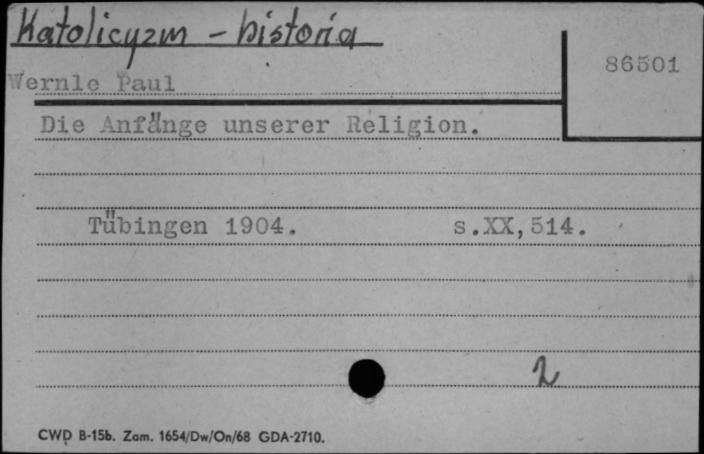 Katolicyzm - historia
86501
Wernle Paul
Die Anfänge unserer Religion.
Tübingen 1904. s.XX,514.
2
CWD B-15b. Zam. 1654/Dw/On/68 GDA-2710.